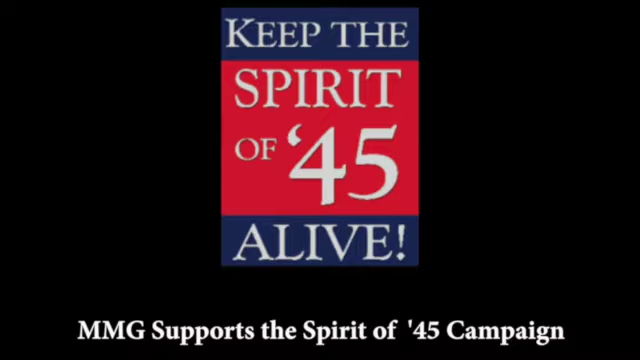 KEEP THE
SPIRIT
OF '45
ALIVE!
MMG Supports the Spirit of '45 Campaign